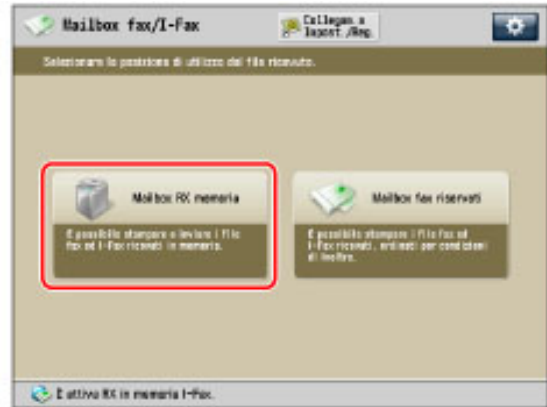 Mailbox fax/I-Fax
Collegam. a
Impost./Reg.
Selezionare la posizione di utilizzo del file ricevuto.
Mailbox RX memoria
È possibile stampare o inviare i file
fax ed I-Fax ricevuti in memoria.
Mailbox fax riservati
È possibile stampare i file fax ed
I-Fax ricevuti, ordinati per condizioni
di inoltro.
È attivo RX in memoria I-Fax.